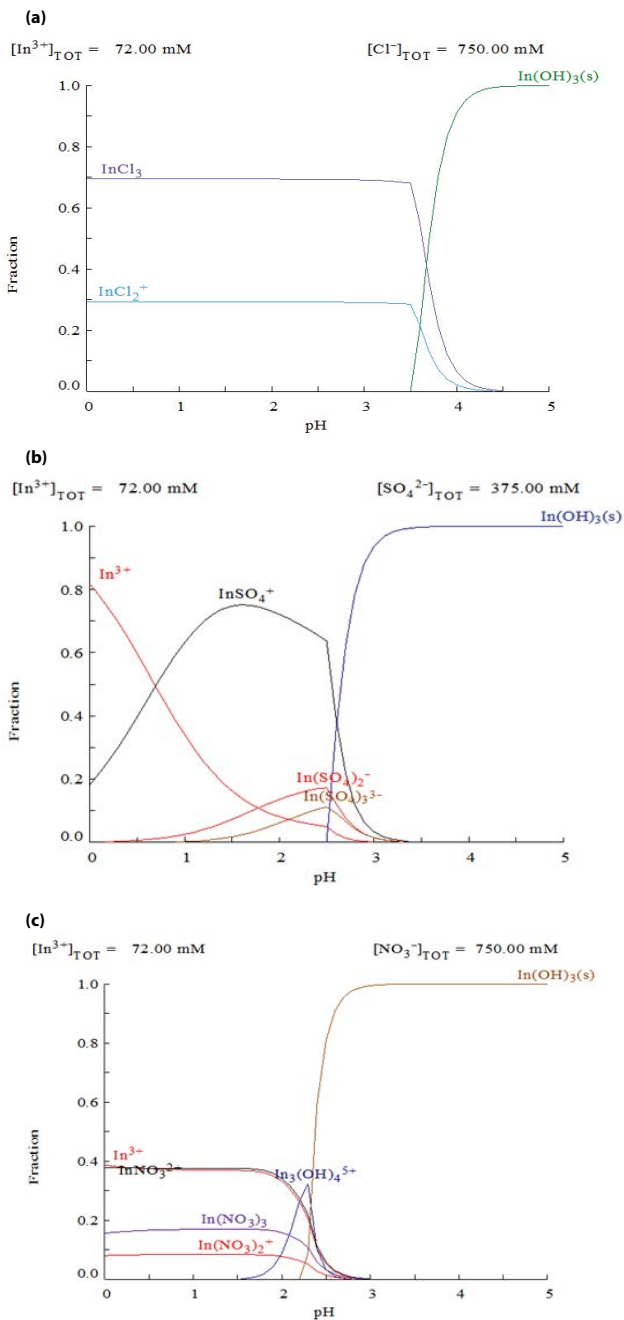 (a)
[In³⁺]TOT = 72.00 mM [Cl⁻]TOT = 750.00 mM
In(OH)₃(s)
1.0
0.8
InCl₃
0.6
Fraction
0.4
InCl₂⁺
0.2
0.0
0 1 2 3 4 5
pH
(b)
[In³⁺]TOT = 72.00 mM [SO₄²⁻]TOT = 375.00 mM
In(OH)₃(s)
1.0
In³⁺
0.8
InSO₄⁺
0.6
Fraction
0.4
In(SO₄)₂⁻
0.2
In(SO₄)₃³⁻
0.0
0 1 2 3 4 5
pH
(c)
[In³⁺]TOT = 72.00 mM [NO₃⁻]TOT = 750.00 mM
In(OH)₃(s)
1.0
0.8
0.6
Fraction
0.4
In³⁺
InNO₃²⁺ In₃(OH)₄⁵⁺
0.2
In(NO₃)₃
In(NO₃)₂⁺
0.0
0 1 2 3 4 5
pH